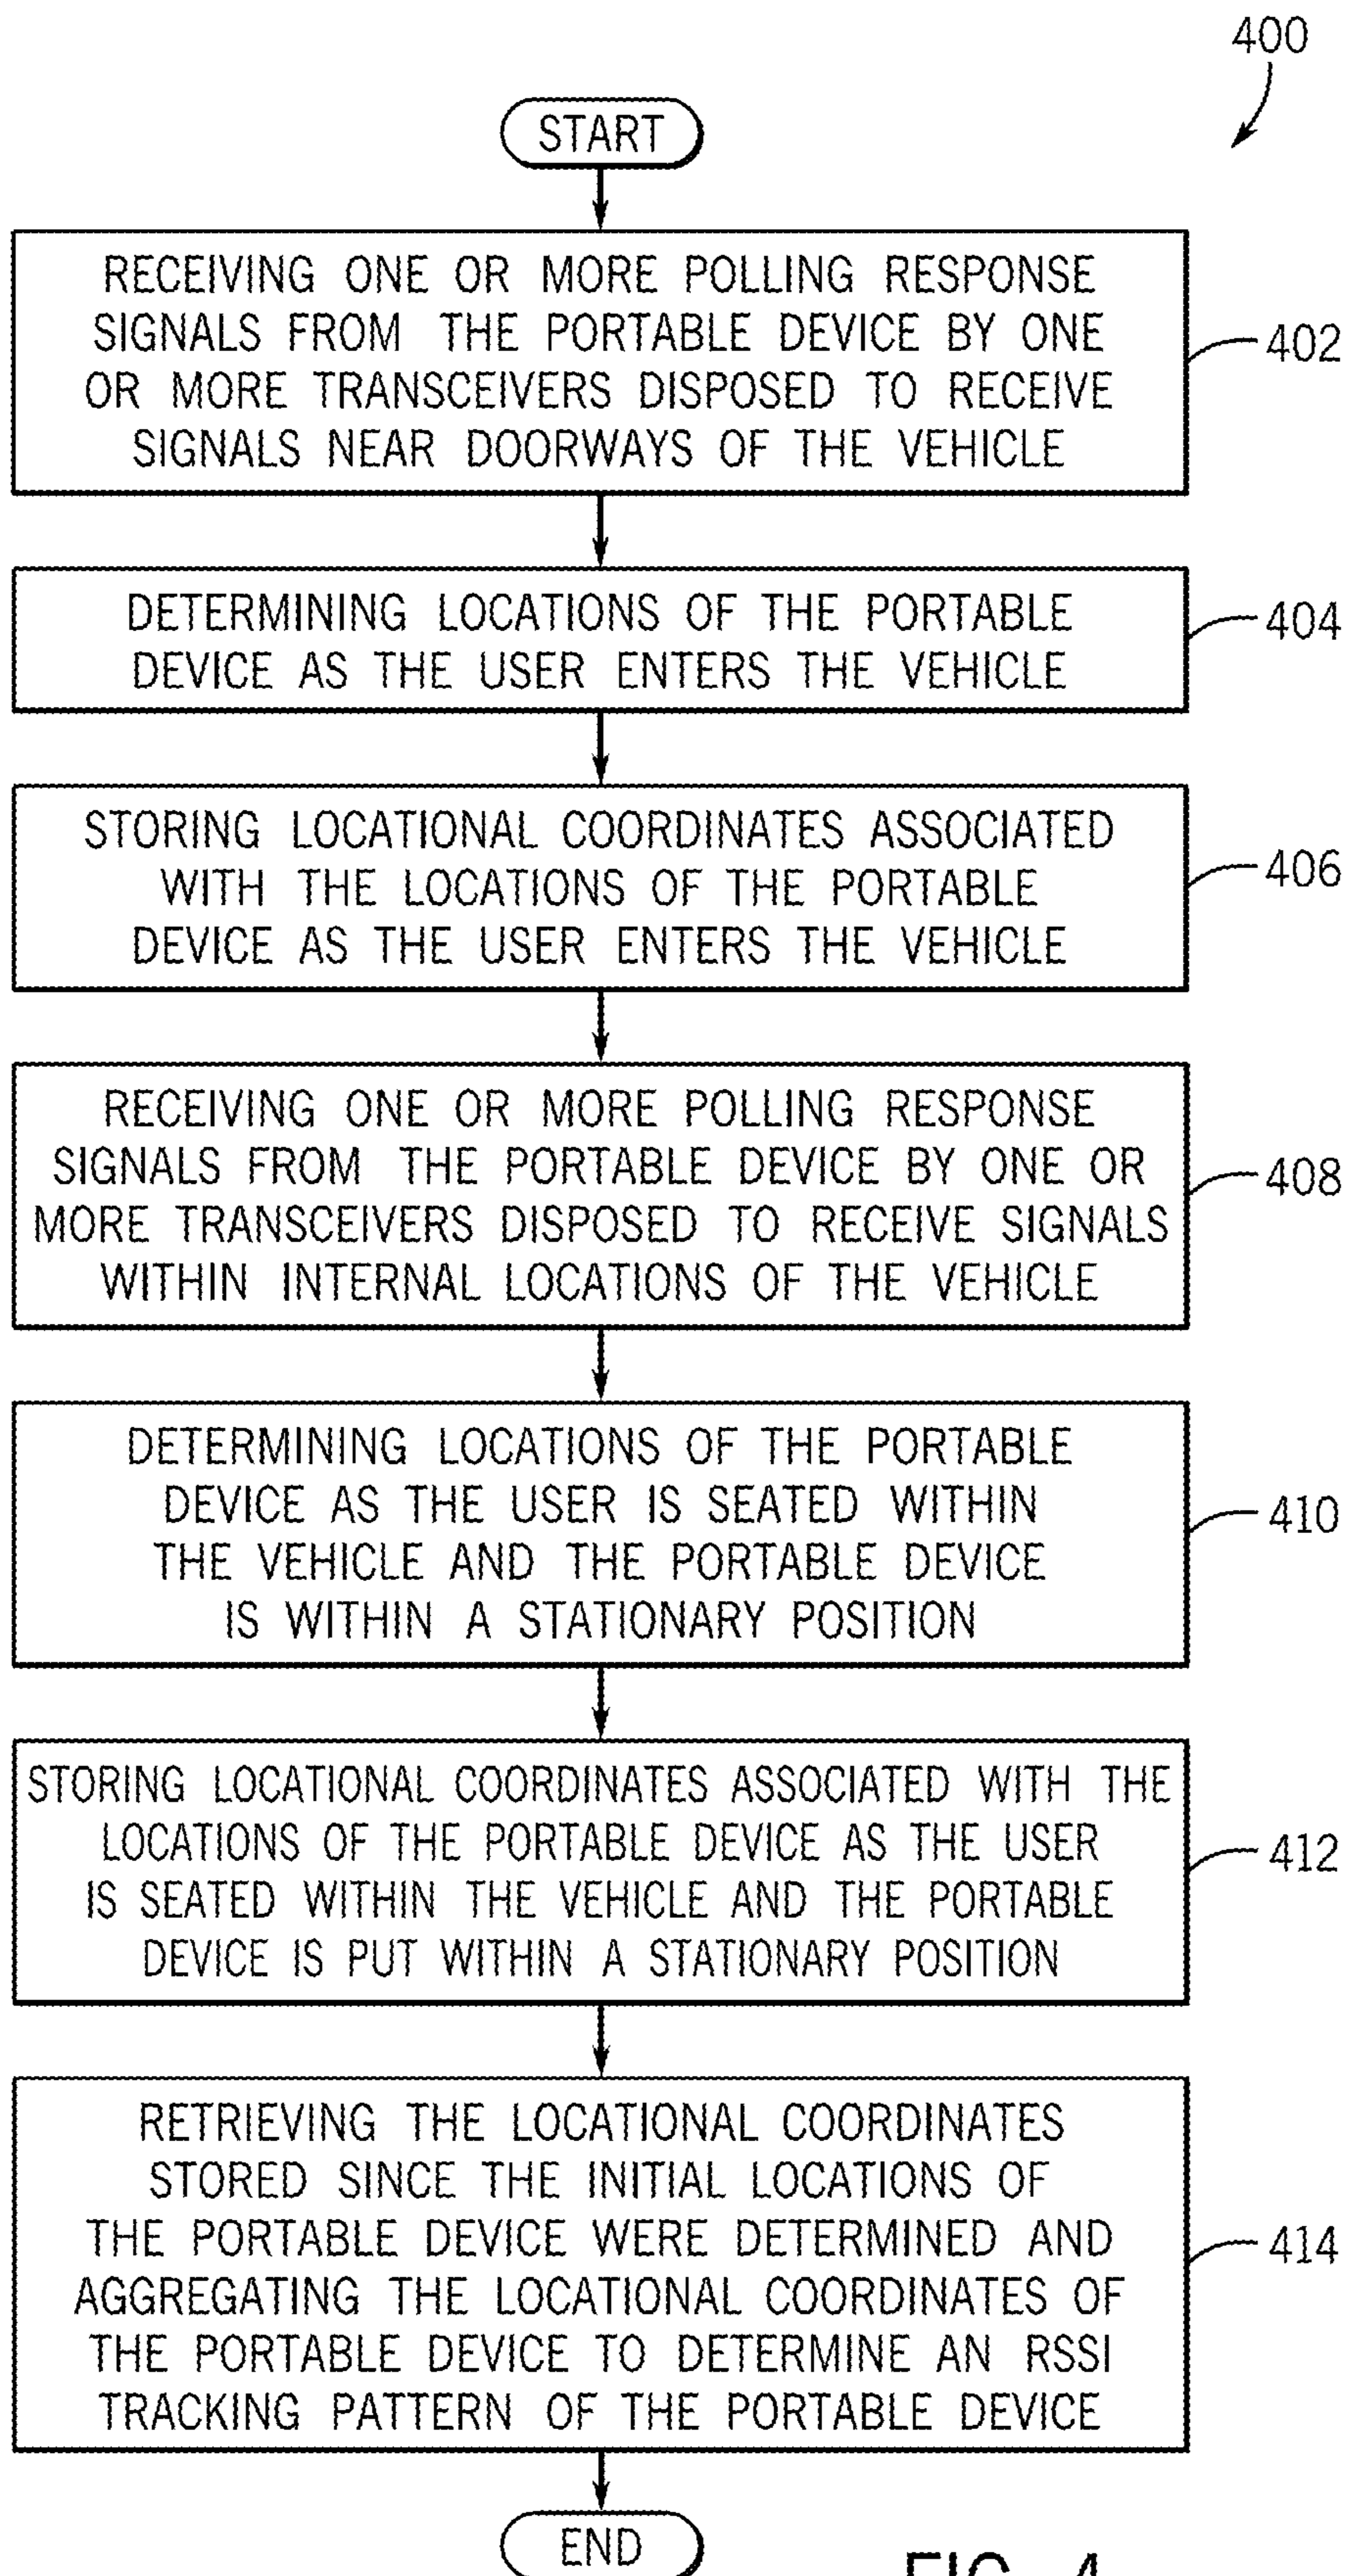 400
START
RECEIVING ONE OR MORE POLLING RESPONSE
SIGNALS FROM THE PORTABLE DEVICE BY ONE
OR MORE TRANSCEIVERS DISPOSED TO RECEIVE
SIGNALS NEAR DOORWAYS OF THE VEHICLE
402
DETERMINING LOCATIONS OF THE PORTABLE
DEVICE AS THE USER ENTERS THE VEHICLE
404
STORING LOCATIONAL COORDINATES ASSOCIATED
WITH THE LOCATIONS OF THE PORTABLE
DEVICE AS THE USER ENTERS THE VEHICLE
406
RECEIVING ONE OR MORE POLLING RESPONSE
SIGNALS FROM THE PORTABLE DEVICE BY ONE OR
MORE TRANSCEIVERS DISPOSED TO RECEIVE SIGNALS
WITHIN INTERNAL LOCATIONS OF THE VEHICLE
408
DETERMINING LOCATIONS OF THE PORTABLE
DEVICE AS THE USER IS SEATED WITHIN
THE VEHICLE AND THE PORTABLE DEVICE
IS WITHIN A STATIONARY POSITION
410
STORING LOCATIONAL COORDINATES ASSOCIATED WITH THE
LOCATIONS OF THE PORTABLE DEVICE AS THE USER
IS SEATED WITHIN THE VEHICLE AND THE PORTABLE
DEVICE IS PUT WITHIN A STATIONARY POSITION
412
RETRIEVING THE LOCATIONAL COORDINATES
STORED SINCE THE INITIAL LOCATIONS OF
THE PORTABLE DEVICE WERE DETERMINED AND
AGGREGATING THE LOCATIONAL COORDINATES OF
THE PORTABLE DEVICE TO DETERMINE AN RSSI
TRACKING PATTERN OF THE PORTABLE DEVICE
414
END
FIG. 4